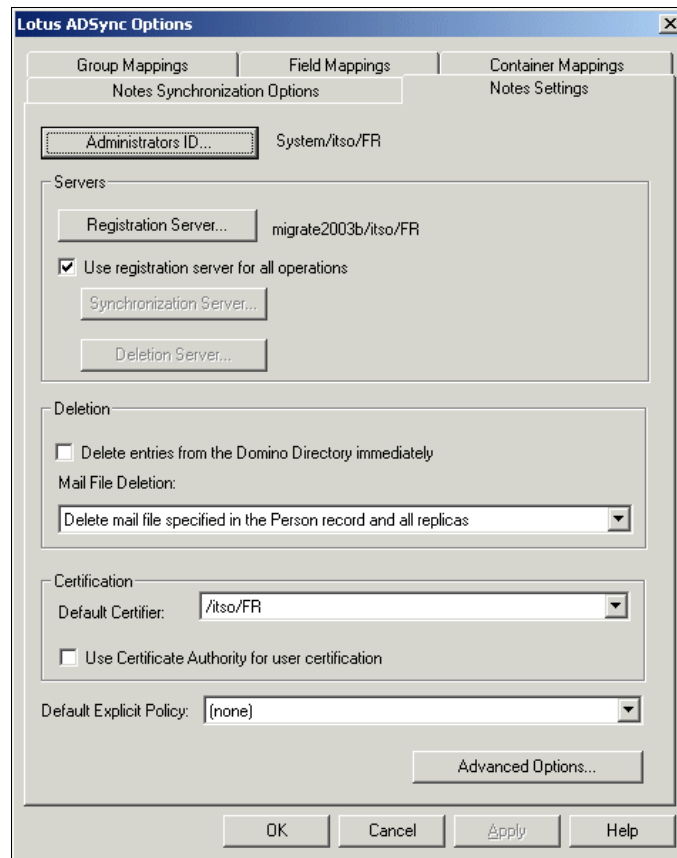 Lotus ADSync Options
Group Mappings Field Mappings Container Mappings
Notes Synchronization Options Notes Settings
Administrators ID... System/itso/FR
Servers
Registration Server... migrate2003b/itso/FR
Use registration server for all operations
Synchronization Server...
Deletion Server...
Deletion
Delete entries from the Domino Directory immediately
Mail File Deletion:
Delete mail file specified in the Person record and all replicas
Certification
Default Certifier: /itso/FR
Use Certificate Authority for user certification
Default Explicit Policy: (none)
Advanced Options...
OK Cancel Apply Help